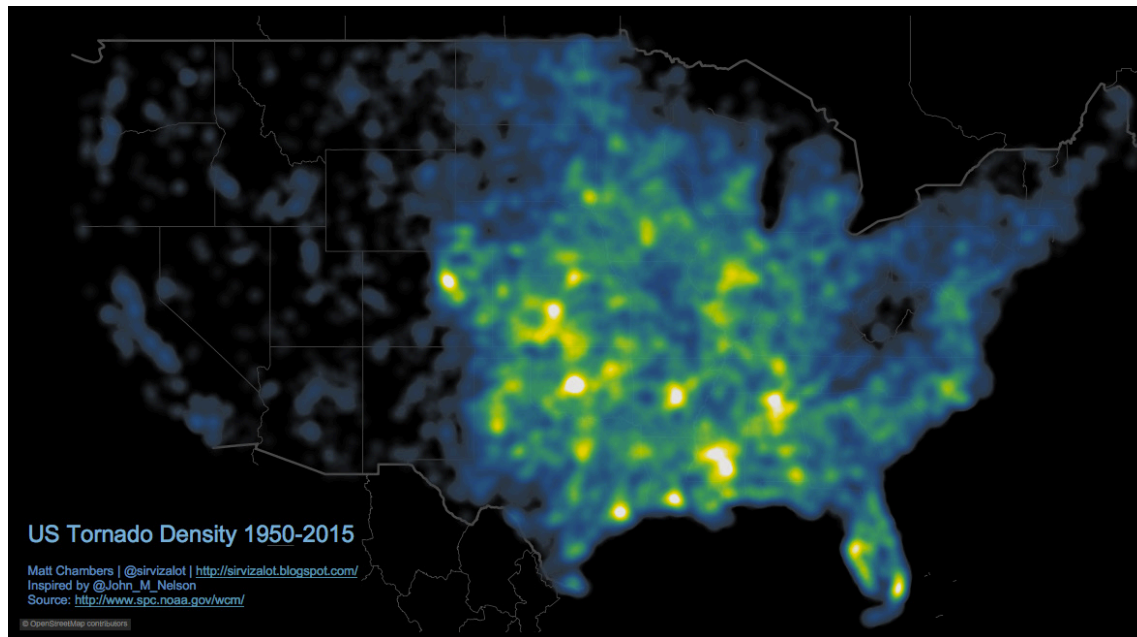 US Tornado Density 1950-2015
Matt Chambers | @sirvizalot | http://sirvizalot.blogspot.com/
Inspired by @John_M_Nelson
Source: http://www.spc.noaa.gov/wcm/
© OpenStreetMap contributors